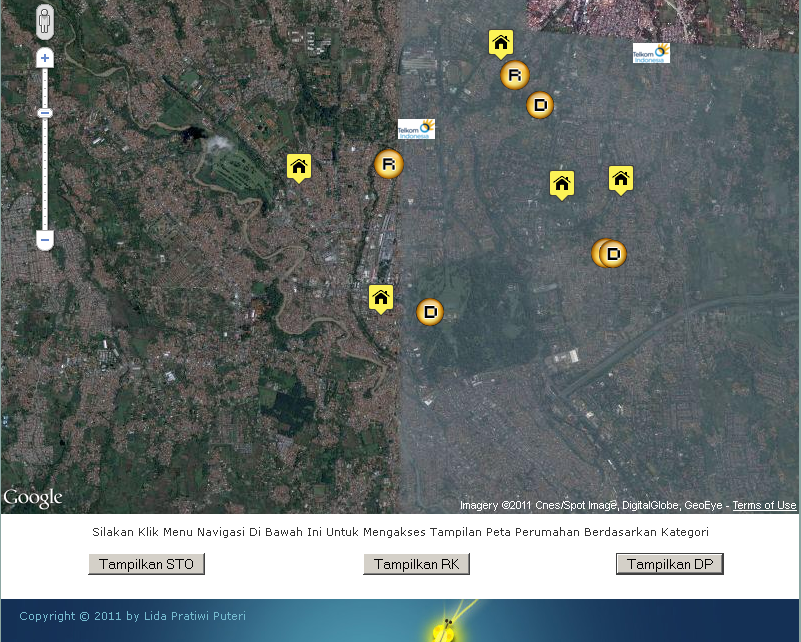 Telkom
Indonesia
R
D
Telkom
Indonesia
R
D
D
Google
Imagery ©2011 Cnes/Spot Image, DigitalGlobe, GeoEye - Terms of Use
Silakan Klik Menu Navigasi Di Bawah Ini Untuk Mengakses Tampilan Peta Perumahan Berdasarkan Kategori
Tampilkan STO
Tampilkan RK
Tampilkan DP
Copyright © 2011 by Lida Pratiwi Puteri